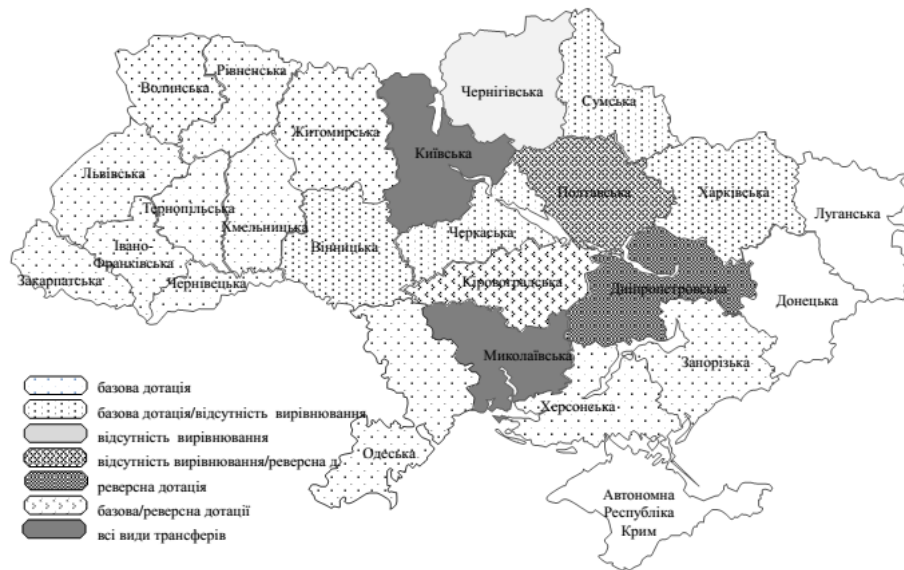 Рівненська
Волинська
Чернігівська
Сумська
Житомирська
Київська
Львівська
Полтавська
Харківська
Тернопільська
Хмельницька
Луганська
Івано-
Франківська
Вінницька
Черкаська
Закарпатська
Чернівецька
Кіровоградська
Дніпропетровська
Донецька
Миколаївська
Запорізька
Херсонська
Одеська
Автономна
Республіка
Крим
базова дотація
базова дотація/відсутність вирівнювання
відсутність вирівнювання
відсутність вирівнювання/реверсна д.
реверсна дотація
базова/реверсна дотації
всі види трансферів